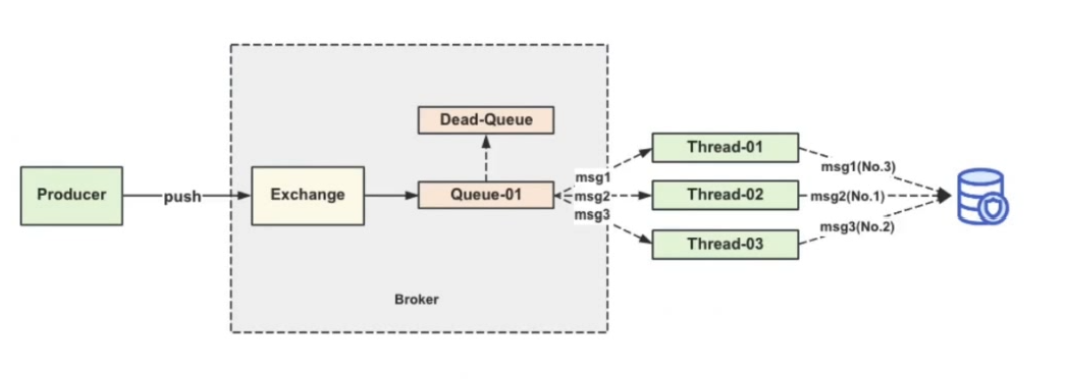 Producer
push
Exchange
Dead-Queue
Queue-01
msg1
msg2
msg3
Thread-01
Thread-02
Thread-03
msg1(No.3)
msg2(No.1)
msg3(No.2)
Broker